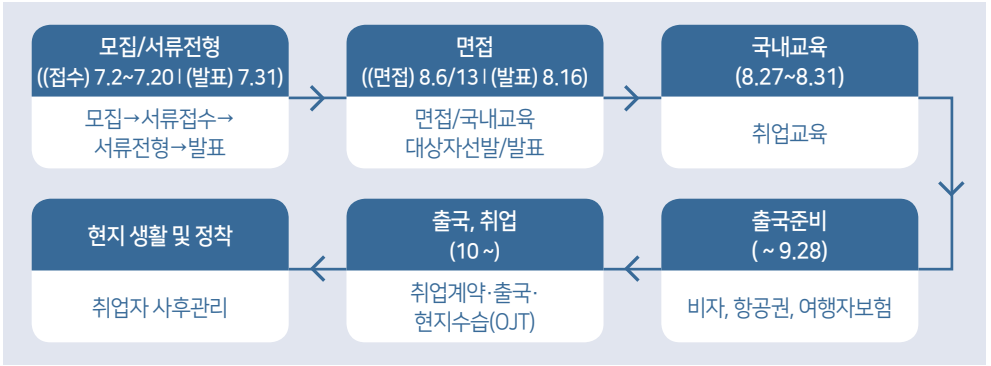 모집/서류전형
((접수) 7.2~7.20 | (발표) 7.31)
모집→서류접수→
서류전형→발표
면접
((면접) 8.6/13 | (발표) 8.16)
면접/국내교육
대상자선발/발표
국내교육
(8.27~8.31)
취업교육
출국준비
( ~ 9.28)
비자, 항공권, 여행자보험
출국, 취업
(10 ~)
취업계약·출국·
현지수습(OJT)
현지 생활 및 정착
취업자 사후관리